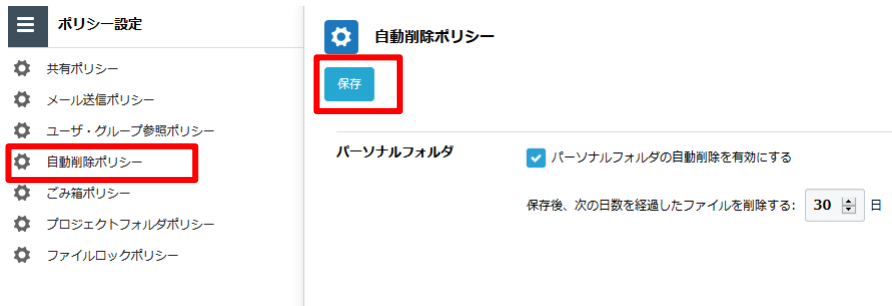 ポリシー設定
共有ポリシー
メール送信ポリシー
ユーザ・グループ参照ポリシー
自動削除ポリシー
ごみ箱ポリシー
プロジェクトフォルダポリシー
ファイルロックポリシー
自動削除ポリシー
保存
パーソナルフォルダ
パーソナルフォルダの自動削除を有効にする
保存後、次の日数を経過したファイルを削除する: 30 日